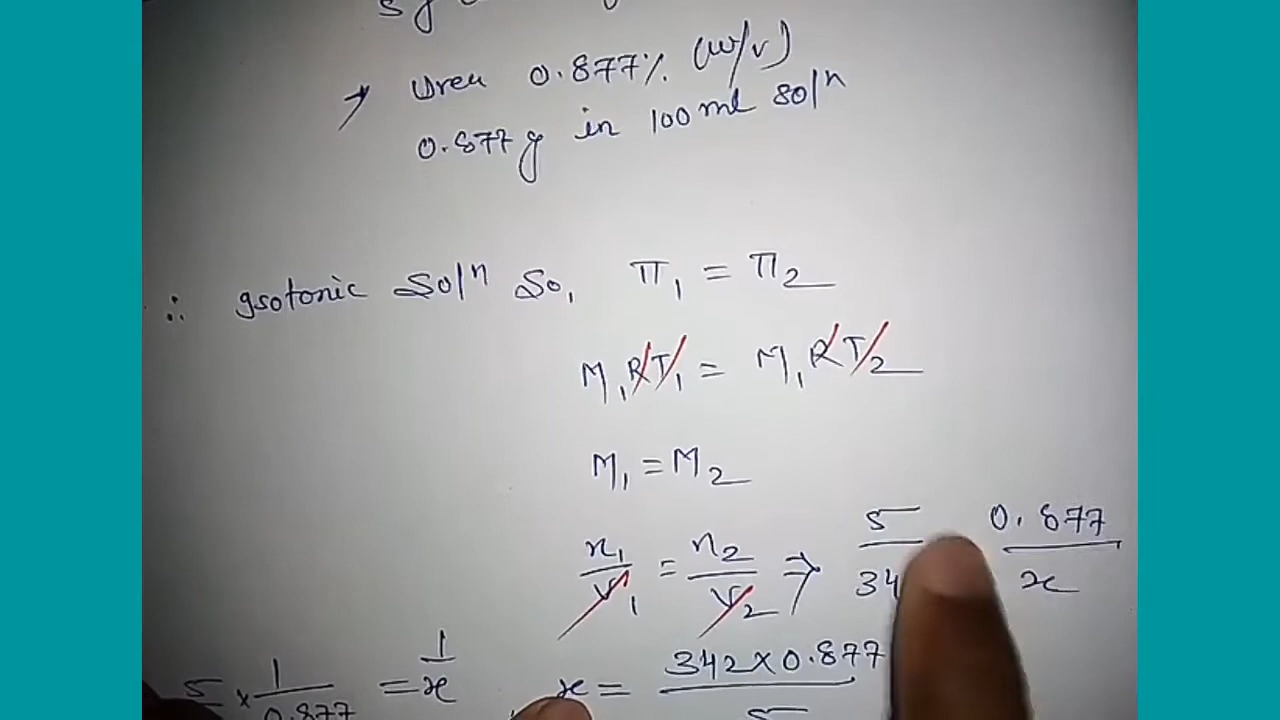 → Urea 0.877% (w/v)
0.877g in 100 ml Solⁿ
∴ Isotonic Solⁿ So, π₁ = π₂
M₁RT₁ = M₁RT₂
M₁ = M₂
n₁/V₁ = n₂/V₂ ⇒ 5/34 0.877/x
5 × 1/0.877 = 1/x x = 342×0.877/5